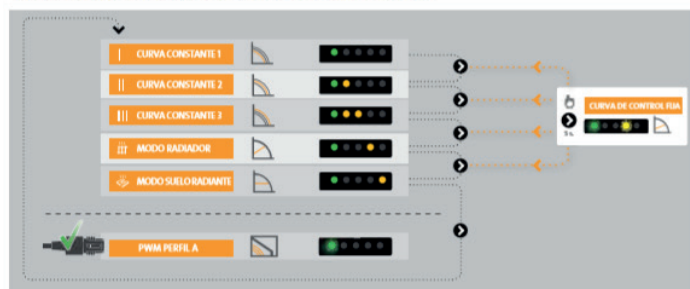 CURVA CONSTANTE 1
CURVA CONSTANTE 2
CURVA CONSTANTE 3
MODO RADIADOR
MODO SUELO RADIANTE
PWM PERFIL A
CURVA DE CONTROL FIJA